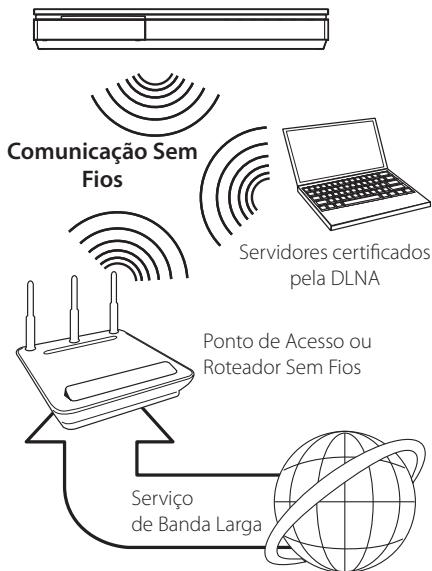 Comunicação Sem
Fios
Servidores certificados
pela DLNA
Ponto de Acesso ou
Roteador Sem Fios
Serviço
de Banda Larga